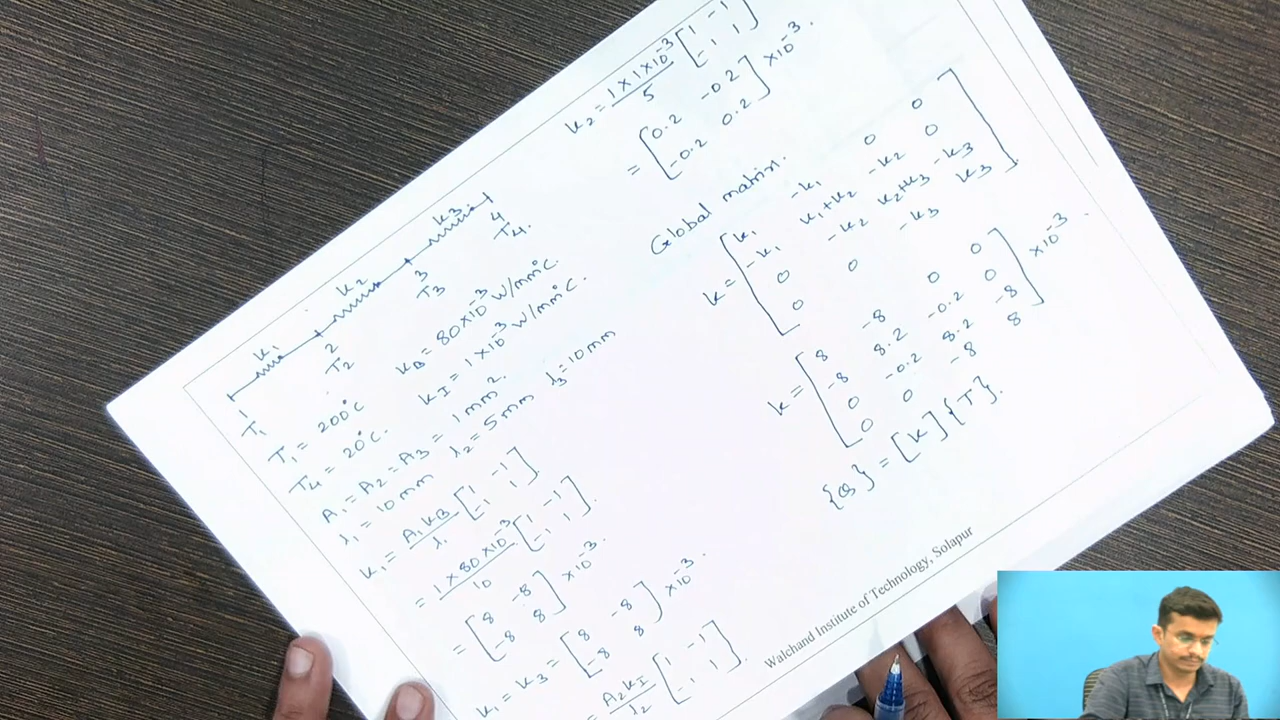 k₁ k₂ k₃
1 2 3 4
T₁ T₂ T₃ T₄.
T₁ = 200°C kB = 80×10⁻³ W/mm°C.
T₄ = 20°C. kI = 1×10⁻³ W/mm°C.
A₁ = A₂ = A₃ = 1mm².
l₁ = 10mm l₂ = 5mm l₃ = 10mm
k₁ = A₁kB/l₁ [1 -1; -1 1]
= 1×80×10⁻³/10 [1 -1; -1 1].
= [8 -8; -8 8] ×10⁻³.
k₁ = k₃ = [8 -8; -8 8] ×10⁻³.
= A₂kI/l₂ [1 -1; -1 1].
k₂ = 1×1×10⁻³/5 [1 -1; -1 1]
= [0.2 -0.2; -0.2 0.2] ×10⁻³.
Global matrix.
k = [k₁ -k₁ 0 0; -k₁ k₁+k₂ -k₂ 0; 0 -k₂ k₂+k₃ -k₃; 0 0 -k₃ k₃]
k = [8 -8 0 0; -8 8.2 -0.2 0; 0 -0.2 8.2 -8; 0 0 -8 8] ×10⁻³.
{Q} = [k]{T}.
Walchand Institute of Technology, Solapur